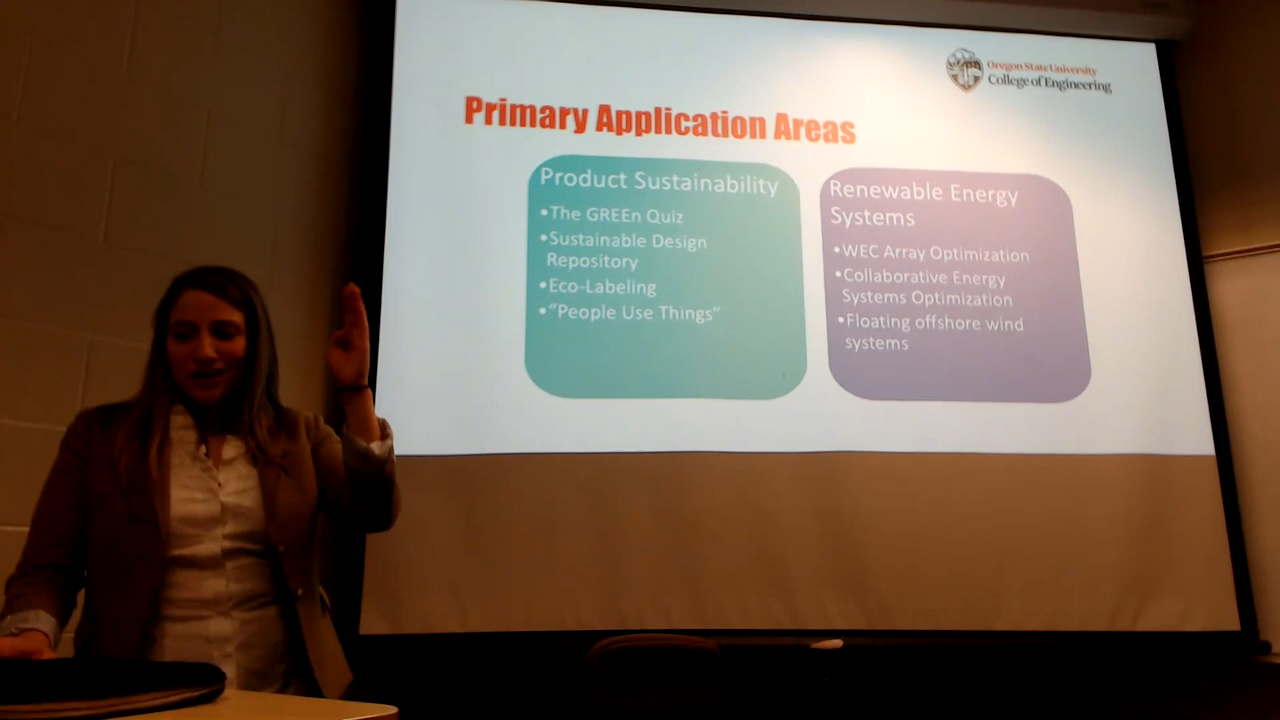 Oregon State University
College of Engineering
Primary Application Areas
Product Sustainability
•The GREEn Quiz
•Sustainable Design
Repository
•Eco-Labeling
•"People Use Things"
Renewable Energy
Systems
•WEC Array Optimization
•Collaborative Energy
Systems Optimization
•Floating offshore wind
systems